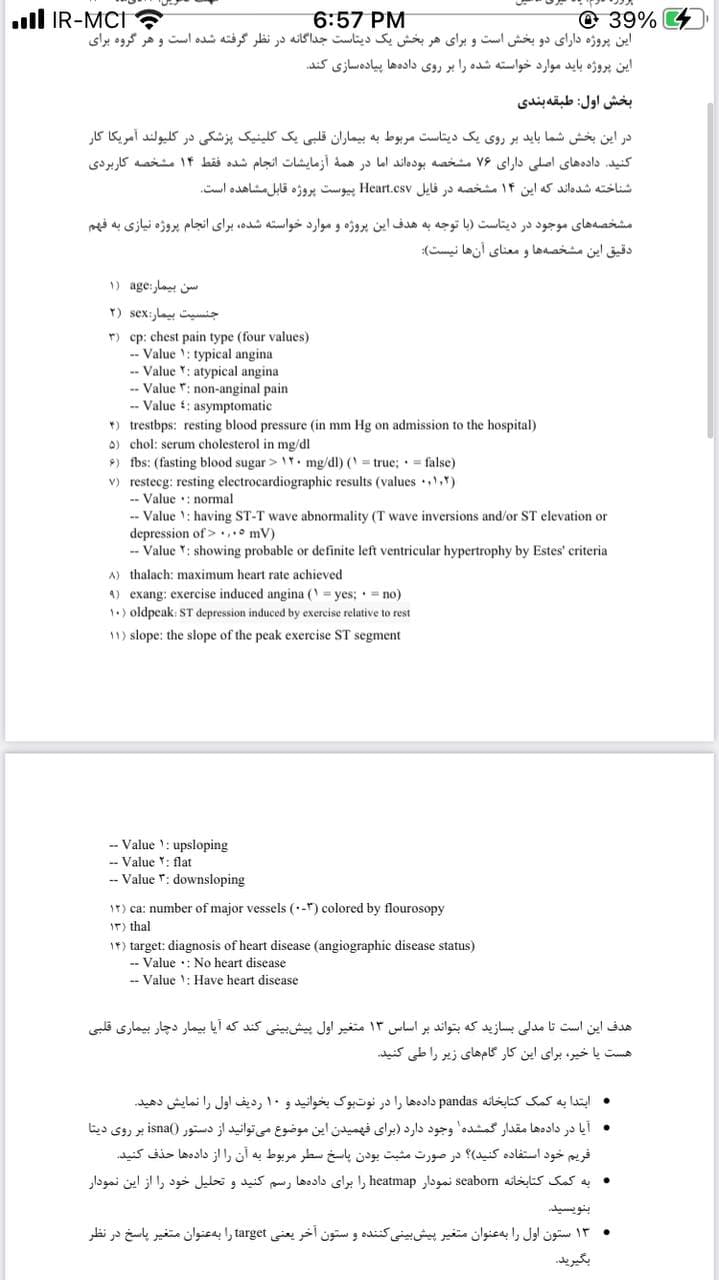 IR-MCI 6:57 PM 39%
این پروژه دارای دو بخش است و برای هر بخش یک دیتاست جداگانه در نظر گرفته شده است و هر گروه برای
این پروژه باید موارد خواسته شده را بر روی داده‌ها پیاده‌سازی کند.
بخش اول: طبقه‌بندی
در این بخش شما باید بر روی یک دیتاست مربوط به بیماران قلبی یک کلینیک پزشکی در کلیولند آمریکا کار
کنید. داده‌های اصلی دارای ۷۶ مشخصه بوده‌اند اما در همهٔ آزمایشات انجام شده فقط ۱۴ مشخصه کاربردی
شناخته شده‌اند که این ۱۴ مشخصه در فایل Heart.csv پیوست پروژه قابل‌مشاهده است.
مشخصه‌های موجود در دیتاست (با توجه به هدف این پروژه و موارد خواسته شده، برای انجام پروژه نیازی به فهم
دقیق این مشخصه‌ها و معنای آن‌ها نیست):
۱) age: سن بیمار
۲) sex: جنسیت بیمار
۳) cp: chest pain type (four values)
-- Value ۱: typical angina
-- Value ۲: atypical angina
-- Value ۳: non-anginal pain
-- Value ٤: asymptomatic
۴) trestbps: resting blood pressure (in mm Hg on admission to the hospital)
۵) chol: serum cholesterol in mg/dl
۶) fbs: (fasting blood sugar > ۱۲۰ mg/dl) (۱ = true; ۰ = false)
۷) restecg: resting electrocardiographic results (values ۰,۱,۲)
-- Value ۰: normal
-- Value ۱: having ST-T wave abnormality (T wave inversions and/or ST elevation or
depression of > ۰,۰۵ mV)
-- Value ۲: showing probable or definite left ventricular hypertrophy by Estes' criteria
۸) thalach: maximum heart rate achieved
۹) exang: exercise induced angina (۱ = yes; ۰ = no)
۱۰) oldpeak: ST depression induced by exercise relative to rest
۱۱) slope: the slope of the peak exercise ST segment
-- Value ۱: upsloping
-- Value ۲: flat
-- Value ۳: downsloping
۱۲) ca: number of major vessels (۰-۳) colored by flourosopy
۱۳) thal
۱۴) target: diagnosis of heart disease (angiographic disease status)
-- Value ۰: No heart disease
-- Value ۱: Have heart disease
هدف این است تا مدلی بسازید که بتواند بر اساس ۱۳ متغیر اول پیش‌بینی کند که آیا بیمار دچار بیماری قلبی
هست یا خیر، برای این کار گام‌های زیر را طی کنید.
• ابتدا به کمک کتابخانه pandas داده‌ها را در نوت‌بوک بخوانید و ۱۰ ردیف اول را نمایش دهید.
• آیا در داده‌ها مقدار گمشده۱ وجود دارد (برای فهمیدن این موضوع می‌توانید از دستور isna() بر روی دیتا
فریم خود استفاده کنید)؟ در صورت مثبت بودن پاسخ سطر مربوط به آن را از داده‌ها حذف کنید.
• به کمک کتابخانه seaborn نمودار heatmap را برای داده‌ها رسم کنید و تحلیل خود را از این نمودار
بنویسید.
• ۱۳ ستون اول را به‌عنوان متغیر پیش‌بینی‌کننده و ستون آخر یعنی target را به‌عنوان متغیر پاسخ در نظر
بگیرید.